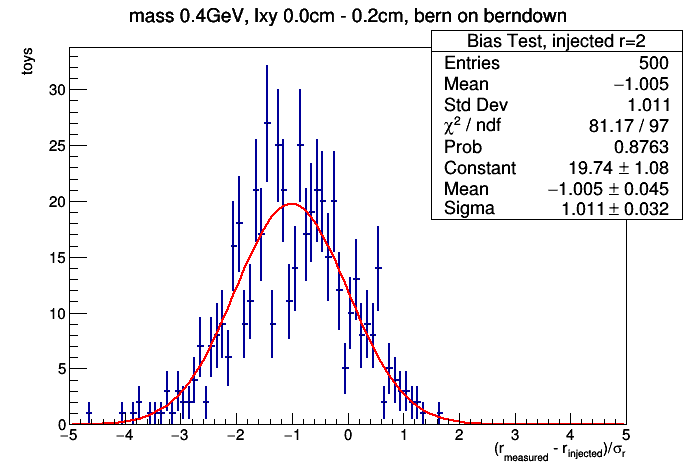 mass 0.4GeV, lxy 0.0cm - 0.2cm, bern on berndown
Bias Test, injected r=2
Entries 500
Mean −1.005
Std Dev 1.011
χ² / ndf 81.17 / 97
Prob 0.8763
Constant 19.74 ± 1.08
Mean −1.005 ± 0.045
Sigma 1.011 ± 0.032
toys
30
25
20
15
10
5
0
−5 −4 −3 −2 −1 0 1 2 3 4 5
(r_measured - r_injected)/σ_r